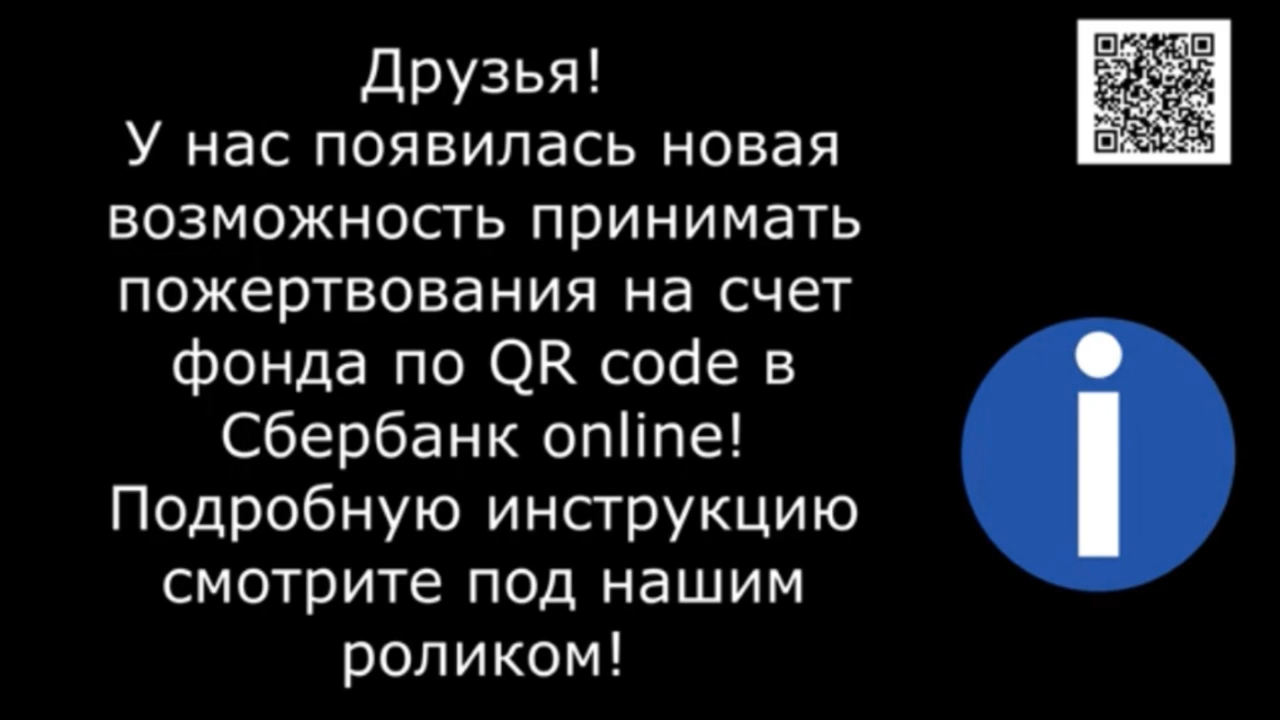 Друзья!
У нас появилась новая
возможность принимать
пожертвования на счет
фонда по QR code в
Сбербанк online!
Подробную инструкцию
смотрите под нашим
роликом!